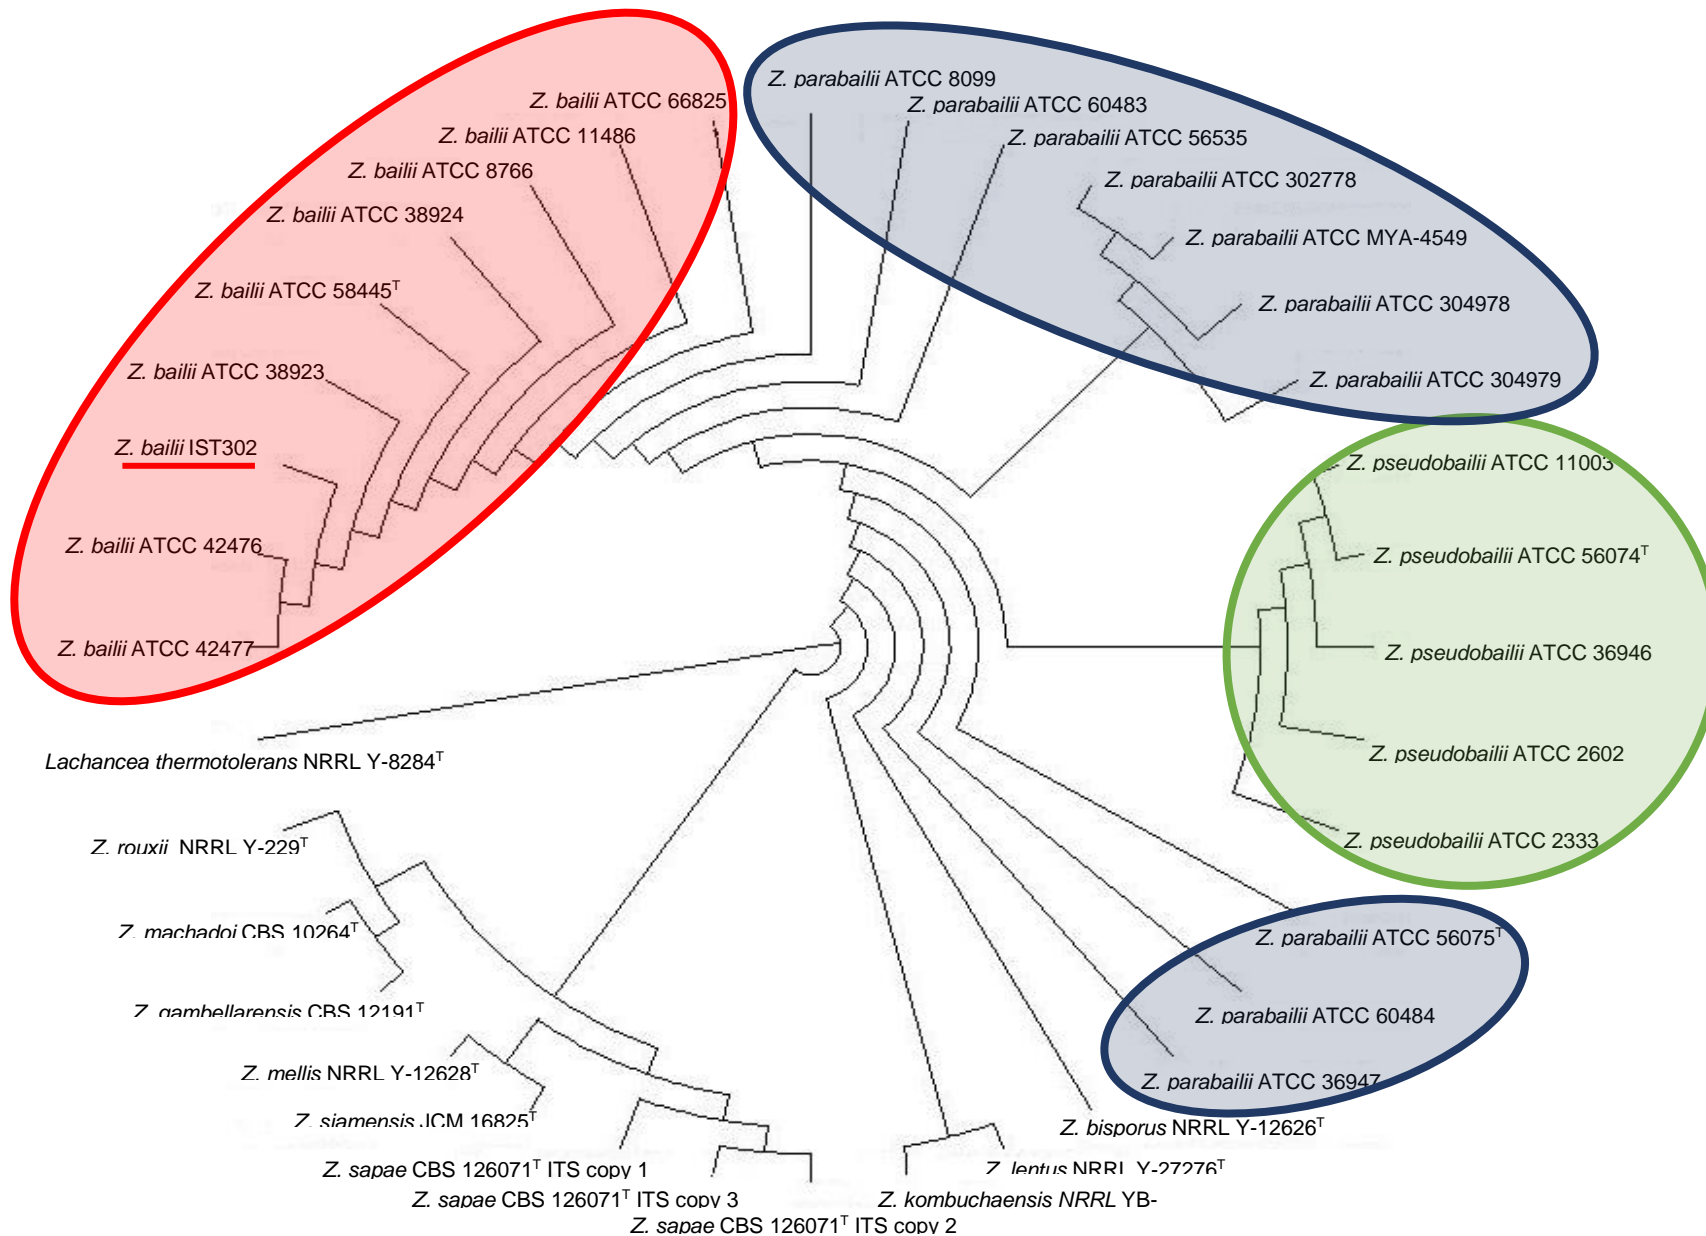 Z. parabailii ATCC 8099
Z. bailii ATCC 66825
Z. parabailii ATCC 60483
Z. bailii ATCC 11486
Z. parabailii ATCC 56535
Z. bailii ATCC 8766
Z. parabailii ATCC 302778
Z. bailii ATCC 38924
Z. parabailii ATCC MYA-4549
Z. bailii ATCC 58445ᵀ
Z. parabailii ATCC 304978
Z. bailii ATCC 38923
Z. parabailii ATCC 304979
Z. bailii IST302
Z. pseudobailii ATCC 11003
Z. bailii ATCC 42476
Z. pseudobailii ATCC 56074ᵀ
Z. bailii ATCC 42477
Z. pseudobailii ATCC 36946
Lachancea thermotolerans NRRL Y-8284ᵀ
Z. pseudobailii ATCC 2602
Z. rouxii NRRL Y-229ᵀ
Z. pseudobailii ATCC 2333
Z. machadoi CBS 10264ᵀ
Z. parabailii ATCC 56075ᵀ
Z. gambellarensis CBS 12191ᵀ
Z. parabailii ATCC 60484
Z. mellis NRRL Y-12628ᵀ
Z. parabailii ATCC 36947
Z. siamensis JCM 16825ᵀ
Z. bisporus NRRL Y-12626ᵀ
Z. sapae CBS 126071ᵀ ITS copy 1
Z. lentus NRRL Y-27276ᵀ
Z. sapae CBS 126071ᵀ ITS copy 3
Z. kombuchaensis NRRL YB-
Z. sapae CBS 126071ᵀ ITS copy 2